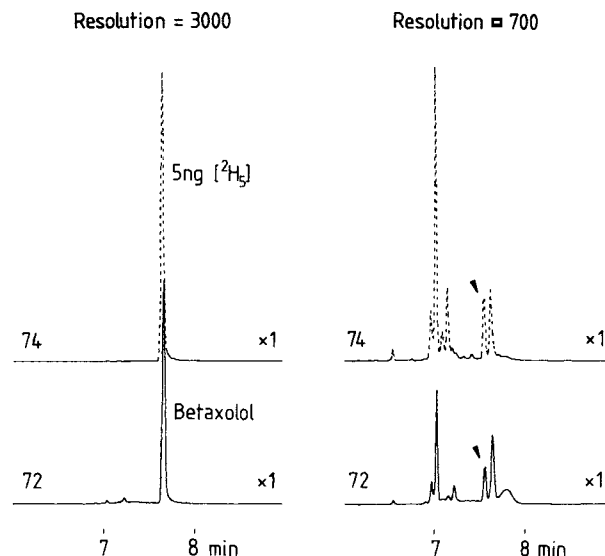 Resolution = 3000
Resolution = 700
5ng [²H₅]
74
×1
74
×1
Betaxolol
72
×1
72
×1
7
8 min
7
8 min